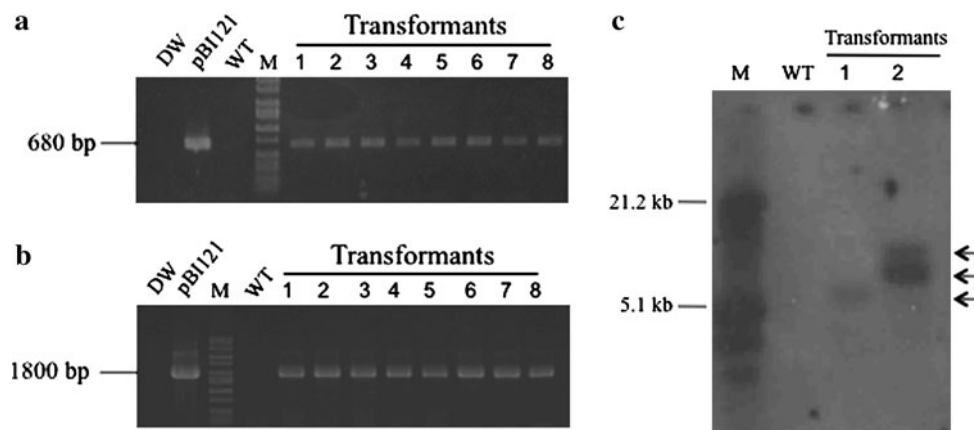 a
Transformants
DW pBI121 WT M 1 2 3 4 5 6 7 8
680 bp
b
Transformants
DW pBI121 M WT 1 2 3 4 5 6 7 8
1800 bp
c
Transformants
M WT 1 2
21.2 kb
5.1 kb